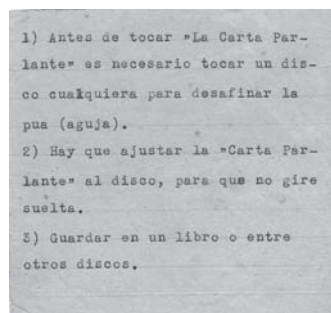 1) Antes de tocar "La Carta Par-
lante" es necesario tocar un dis-
co cualquiera para desafinar la
pua (aguja).
2) Hay que ajustar la "Carta Par-
lante" al disco, para que no gire
suelta.
3) Guardar en un libro o entre
otros discos.